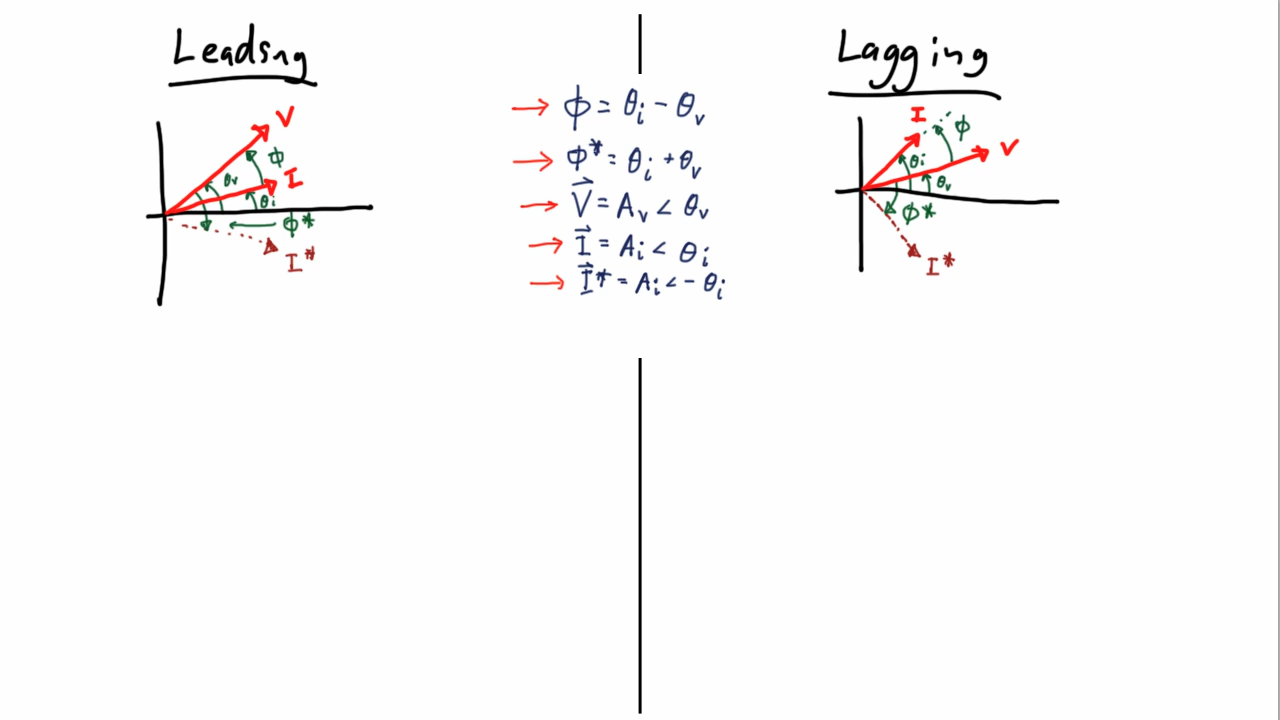 Leadsng
V
ϕ
θv
I
θi
ϕ*
I*
→ ϕ = θi - θv
→ ϕ* = θi + θv
→ V⃗ = Av ∠ θv
→ I⃗ = Ai ∠ θi
→ I⃗* = Ai ∠ - θi
Lagging
I
ϕ
V
θi
θv
ϕ*
I*